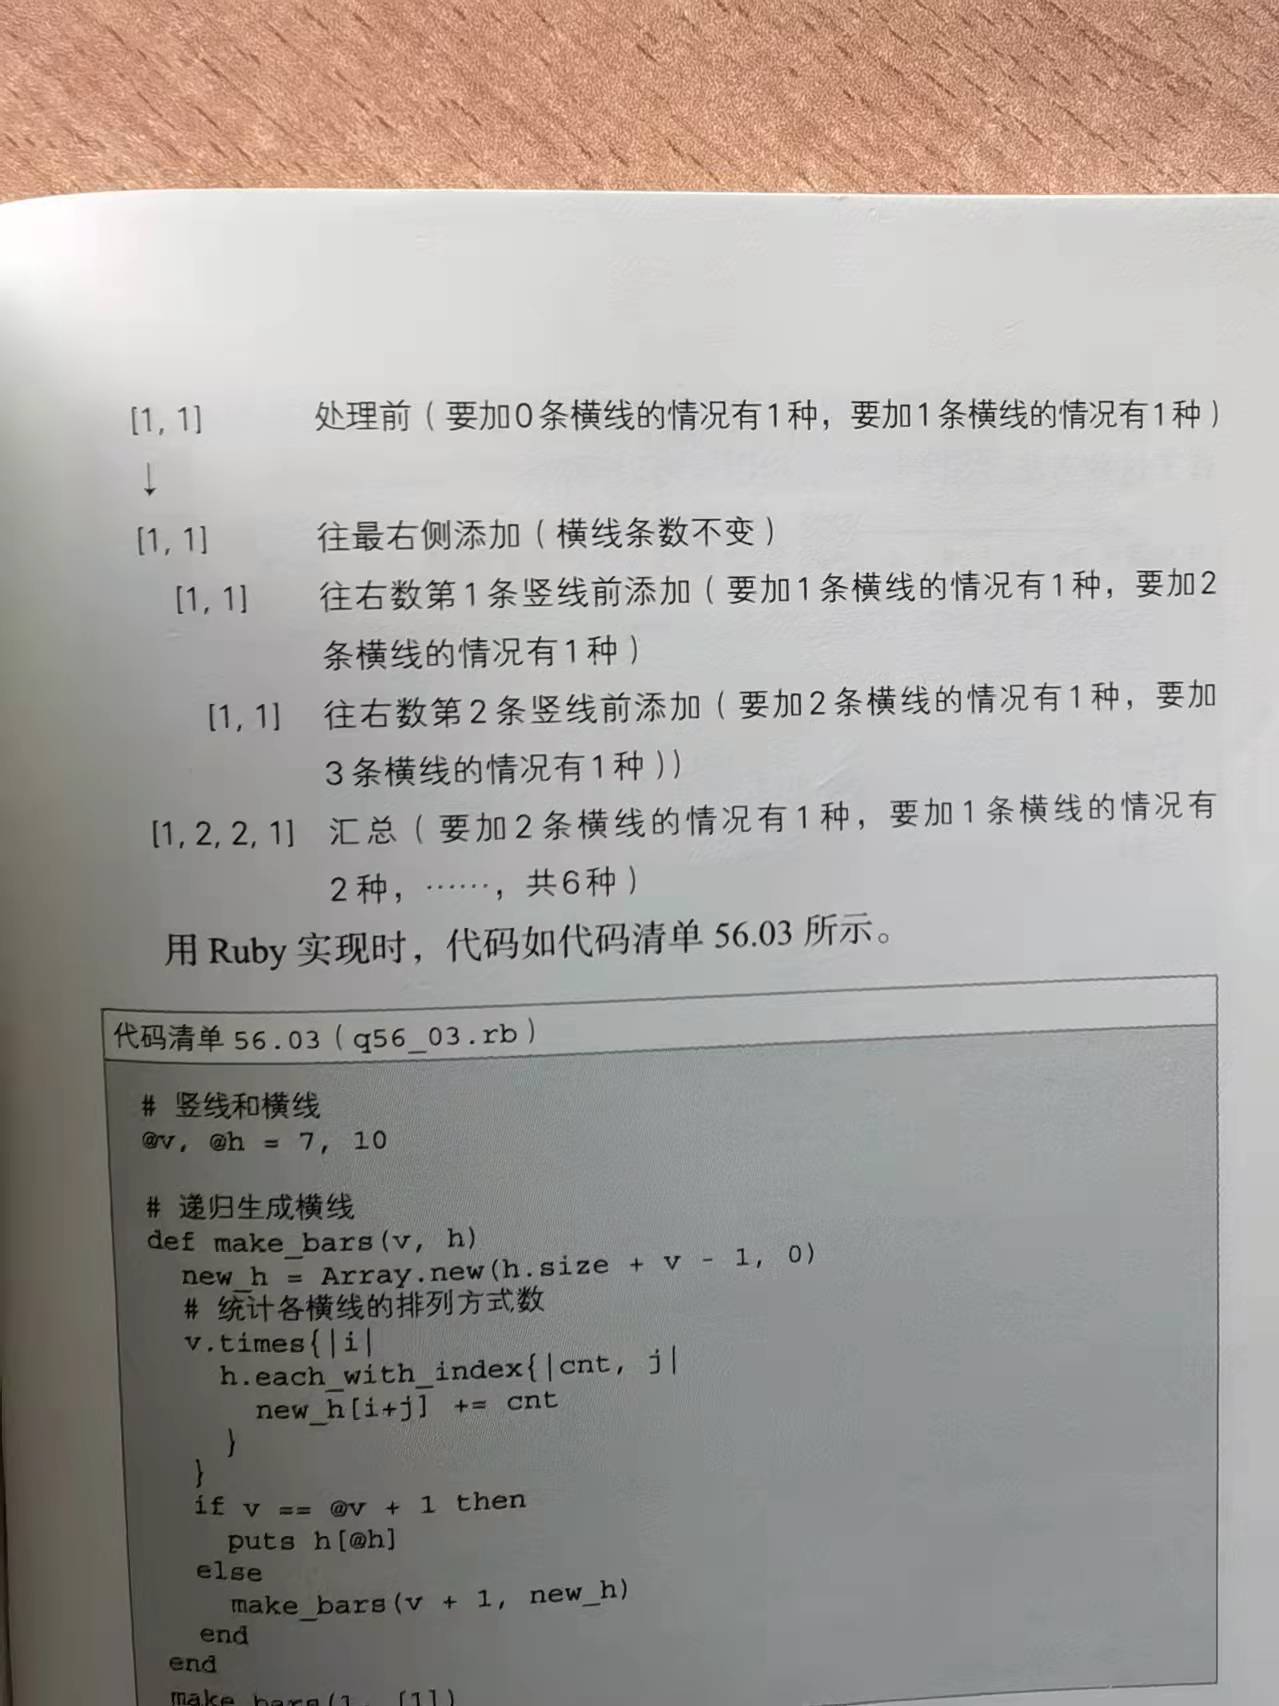 [1, 1] 处理前（要加0条横线的情况有1种，要加1条横线的情况有1种）
↓
[1, 1] 往最右侧添加（横线条数不变）
[1, 1] 往右数第1条竖线前添加（要加1条横线的情况有1种，要加2
条横线的情况有1种）
[1, 1] 往右数第2条竖线前添加（要加2条横线的情况有1种，要加
3条横线的情况有1种））
[1, 2, 2, 1] 汇总（要加2条横线的情况有1种，要加1条横线的情况有
2种，……，共6种）
用 Ruby 实现时，代码如代码清单 56.03 所示。
代码清单 56.03（q56_03.rb）
# 竖线和横线
@v, @h = 7, 10
# 递归生成横线
def make_bars(v, h)
new_h = Array.new(h.size + v - 1, 0)
# 统计各横线的排列方式数
v.times{|i|
h.each_with_index{|cnt, j|
new_h[i+j] += cnt
}
}
if v == @v + 1 then
puts h[@h]
else
make_bars(v + 1, new_h)
end
end
make_bars(1, [1])